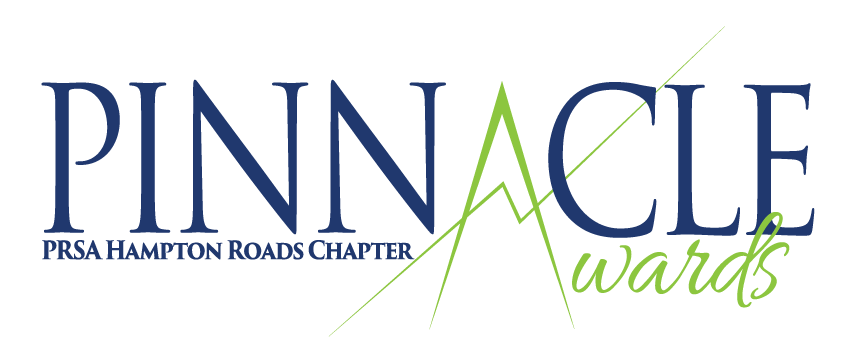 PINNACLE
PRSA HAMPTON ROADS CHAPTER
Awards